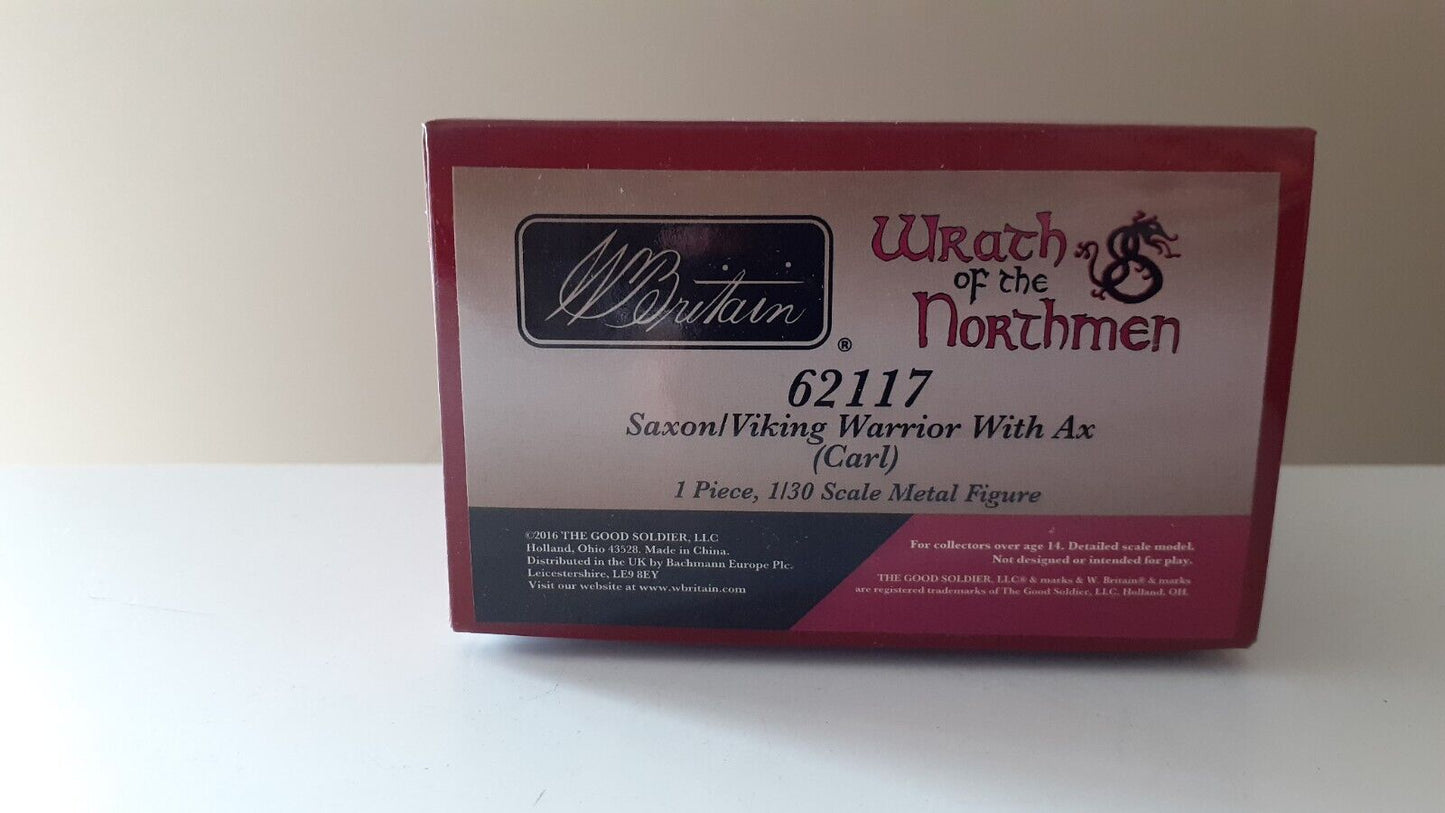 W Britain
®
Wrath
of the
Northmen
62117
Saxon/Viking Warrior With Ax
(Carl)
1 Piece, 1/30 Scale Metal Figure
©2016 THE GOOD SOLDIER, LLC
Holland, Ohio 43528. Made in China.
Distributed in the UK by Bachmann Europe Plc.
Leicestershire, LE9 8EY
Visit our website at www.wbritain.com
For collectors over age 14. Detailed scale model.
Not designed or intended for play.
THE GOOD SOLDIER, LLC® & marks & W. Britain® & marks
are registered trademarks of The Good Soldier, LLC. Holland, OH.